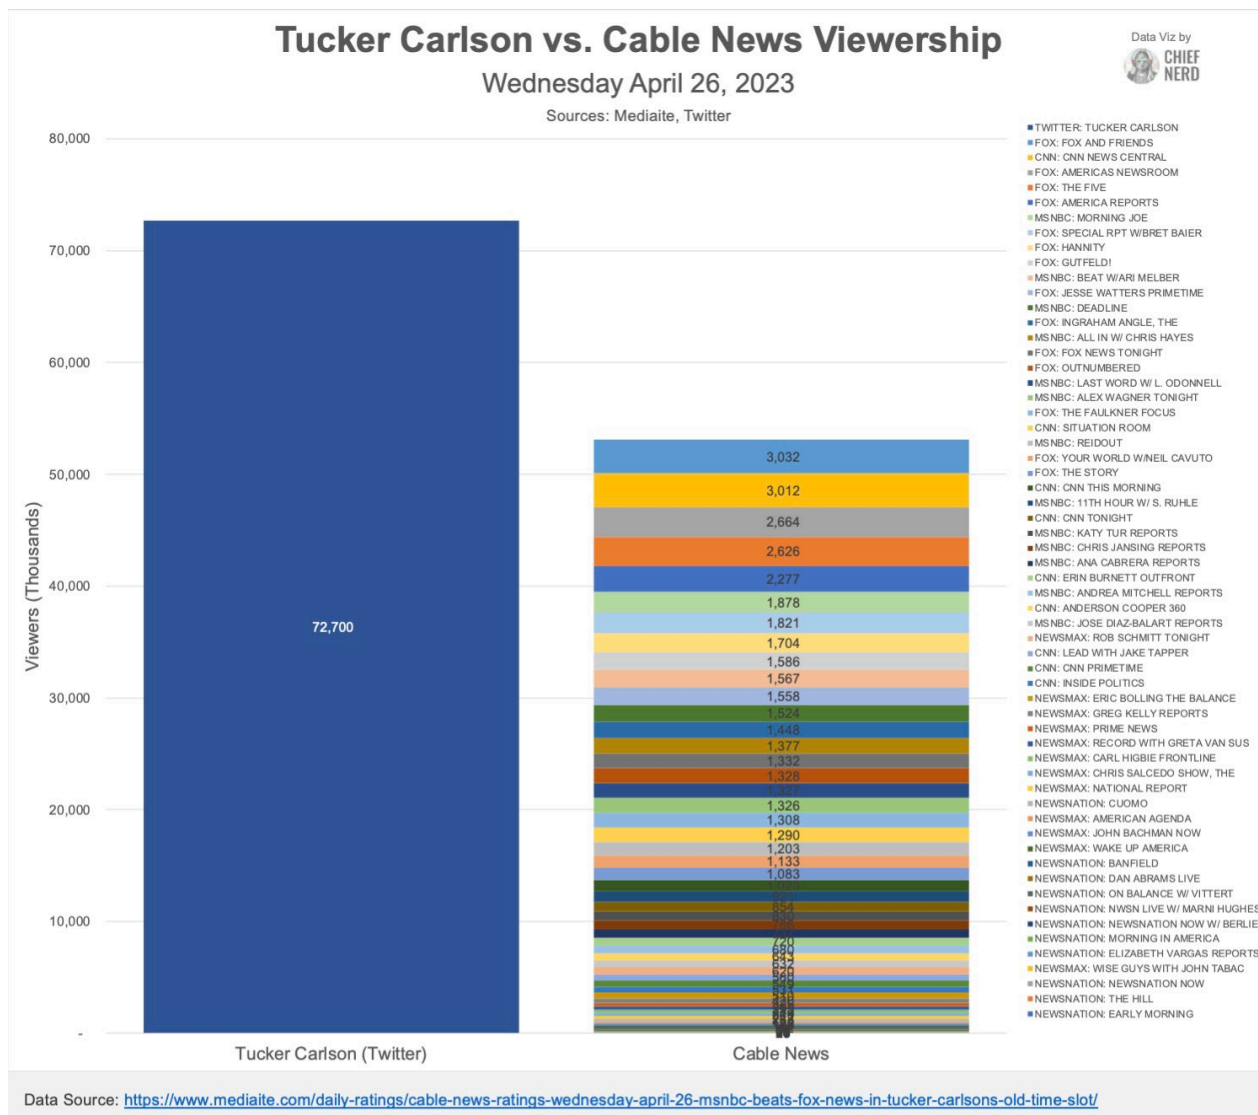 Tucker Carlson vs. Cable News Viewership
Wednesday April 26, 2023
Sources: Mediaite, Twitter
Data Viz by
CHIEF
NERD
Viewers (Thousands)
80,000
70,000
60,000
50,000
40,000
30,000
20,000
10,000
-
72,700
3,032
3,012
2,664
2,626
2,277
1,878
1,821
1,704
1,586
1,567
1,558
1,524
1,448
1,377
1,332
1,328
1,327
1,326
1,308
1,290
1,203
1,133
1,083
854
720
680
643
632
620
Tucker Carlson (Twitter)
Cable News
TWITTER: TUCKER CARLSON
FOX: FOX AND FRIENDS
CNN: CNN NEWS CENTRAL
FOX: AMERICAS NEWSROOM
FOX: THE FIVE
FOX: AMERICA REPORTS
MSNBC: MORNING JOE
FOX: SPECIAL RPT W/BRET BAIER
FOX: HANNITY
FOX: GUTFELD!
MSNBC: BEAT W/ARI MELBER
FOX: JESSE WATTERS PRIMETIME
MSNBC: DEADLINE
FOX: INGRAHAM ANGLE, THE
MSNBC: ALL IN W/ CHRIS HAYES
FOX: FOX NEWS TONIGHT
FOX: OUTNUMBERED
MSNBC: LAST WORD W/ L. ODONNELL
MSNBC: ALEX WAGNER TONIGHT
FOX: THE FAULKNER FOCUS
CNN: SITUATION ROOM
MSNBC: REIDOUT
FOX: YOUR WORLD W/NEIL CAVUTO
FOX: THE STORY
CNN: CNN THIS MORNING
MSNBC: 11TH HOUR W/ S. RUHLE
CNN: CNN TONIGHT
MSNBC: KATY TUR REPORTS
MSNBC: CHRIS JANSING REPORTS
MSNBC: ANA CABRERA REPORTS
CNN: ERIN BURNETT OUTFRONT
MSNBC: ANDREA MITCHELL REPORTS
CNN: ANDERSON COOPER 360
MSNBC: JOSE DIAZ-BALART REPORTS
NEWSMAX: ROB SCHMITT TONIGHT
CNN: LEAD WITH JAKE TAPPER
CNN: CNN PRIMETIME
CNN: INSIDE POLITICS
NEWSMAX: ERIC BOLLING THE BALANCE
NEWSMAX: GREG KELLY REPORTS
NEWSMAX: PRIME NEWS
NEWSMAX: RECORD WITH GRETA VAN SUS
NEWSMAX: CARL HIGBIE FRONTLINE
NEWSMAX: CHRIS SALCEDO SHOW, THE
NEWSMAX: NATIONAL REPORT
NEWSNATION: CUOMO
NEWSMAX: AMERICAN AGENDA
NEWSMAX: JOHN BACHMAN NOW
NEWSMAX: WAKE UP AMERICA
NEWSNATION: BANFIELD
NEWSNATION: DAN ABRAMS LIVE
NEWSNATION: ON BALANCE W/ VITTERT
NEWSNATION: NWSN LIVE W/ MARNI HUGHES
NEWSNATION: NEWSNATION NOW W/ BERLIE
NEWSNATION: MORNING IN AMERICA
NEWSNATION: ELIZABETH VARGAS REPORTS
NEWSMAX: WISE GUYS WITH JOHN TABAC
NEWSNATION: NEWSNATION NOW
NEWSNATION: THE HILL
NEWSNATION: EARLY MORNING
Data Source: https://www.mediaite.com/daily-ratings/cable-news-ratings-wednesday-april-26-msnbc-beats-fox-news-in-tucker-carlsons-old-time-slot/